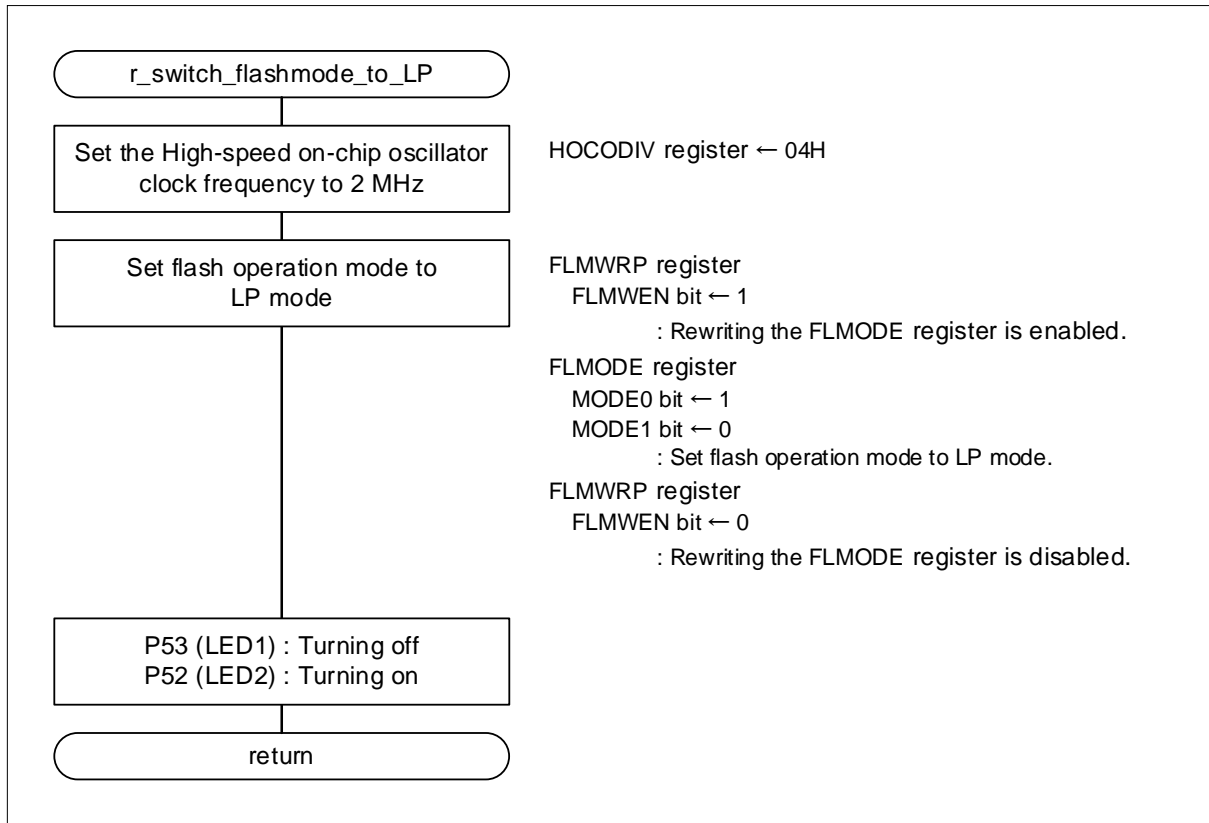 r_switch_flashmode_to_LP
Set the High-speed on-chip oscillator
clock frequency to 2 MHz
HOCODIV register ← 04H
Set flash operation mode to
LP mode
FLMWRP register
FLMWEN bit ← 1
: Rewriting the FLMODE register is enabled.
FLMODE register
MODE0 bit ← 1
MODE1 bit ← 0
: Set flash operation mode to LP mode.
FLMWRP register
FLMWEN bit ← 0
: Rewriting the FLMODE register is disabled.
P53 (LED1) : Turning off
P52 (LED2) : Turning on
return